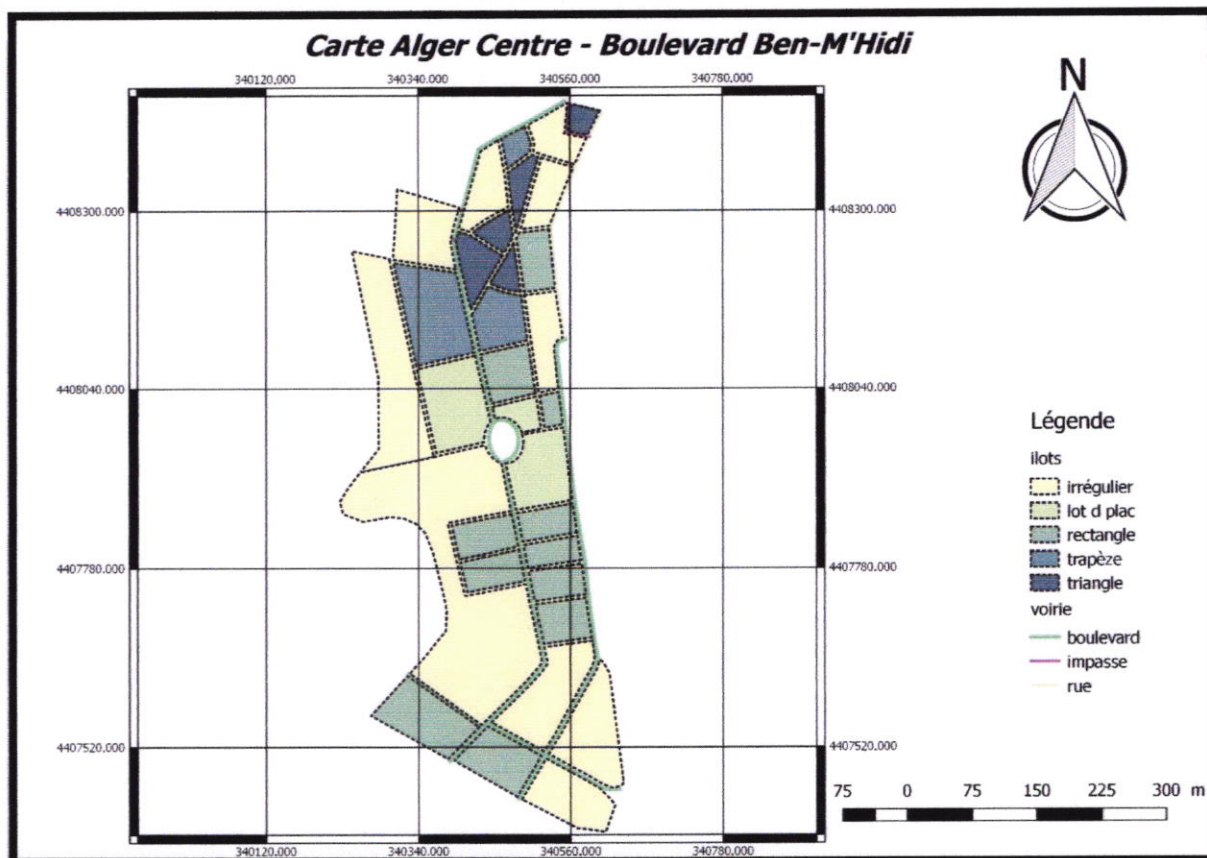 Carte Alger Centre - Boulevard Ben-M'Hidi
340120.000 340340.000 340560.000 340780.000
N
4408300.000 4408300.000
4408040.000 4408040.000
4407780.000 4407780.000
4407520.000 4407520.000
340120.000 340340.000 340560.000 340780.000
Légende
ilots
irrégulier
lot d plac
rectangle
trapèze
triangle
voirie
boulevard
impasse
rue
75 0 75 150 225 300 m